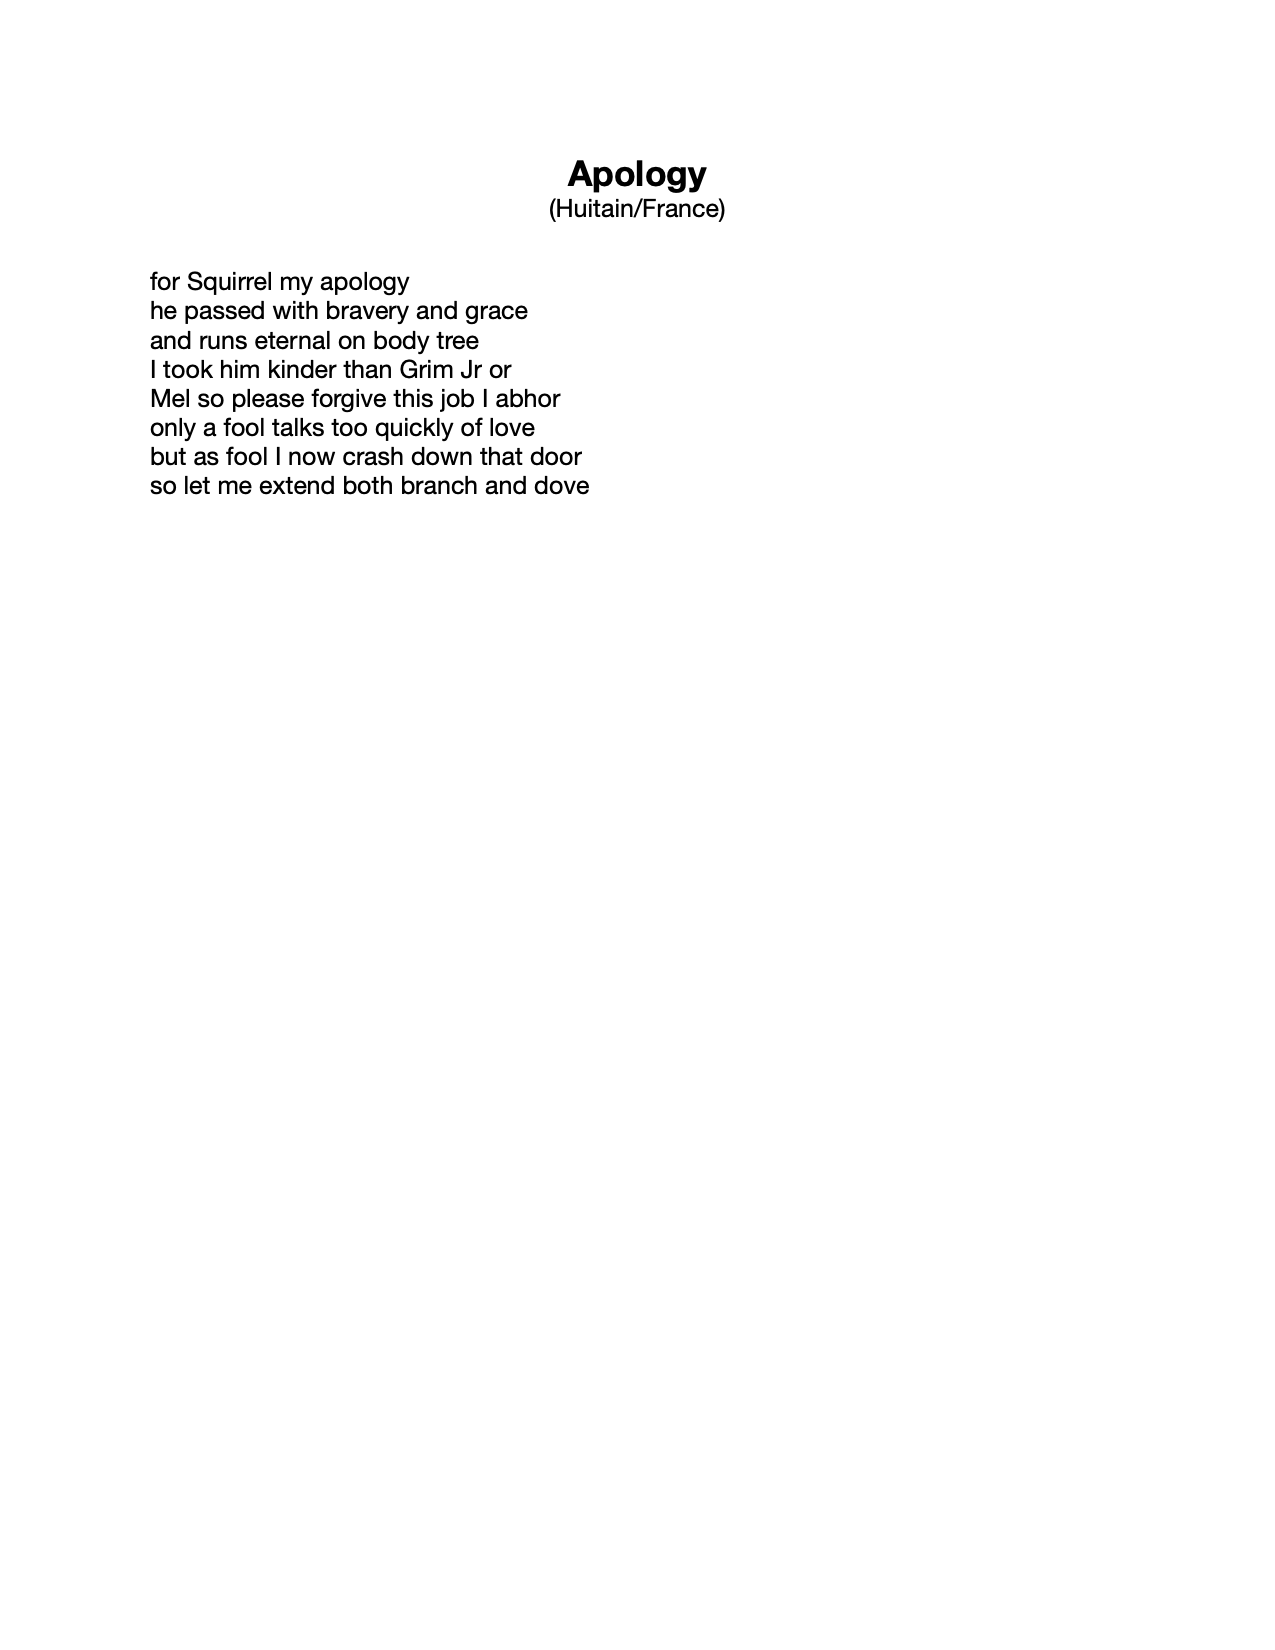 Apology
(Huitain/France)
for Squirrel my apology
he passed with bravery and grace
and runs eternal on body tree
I took him kinder than Grim Jr or
Mel so please forgive this job I abhor
only a fool talks too quickly of love
but as fool I now crash down that door
so let me extend both branch and dove